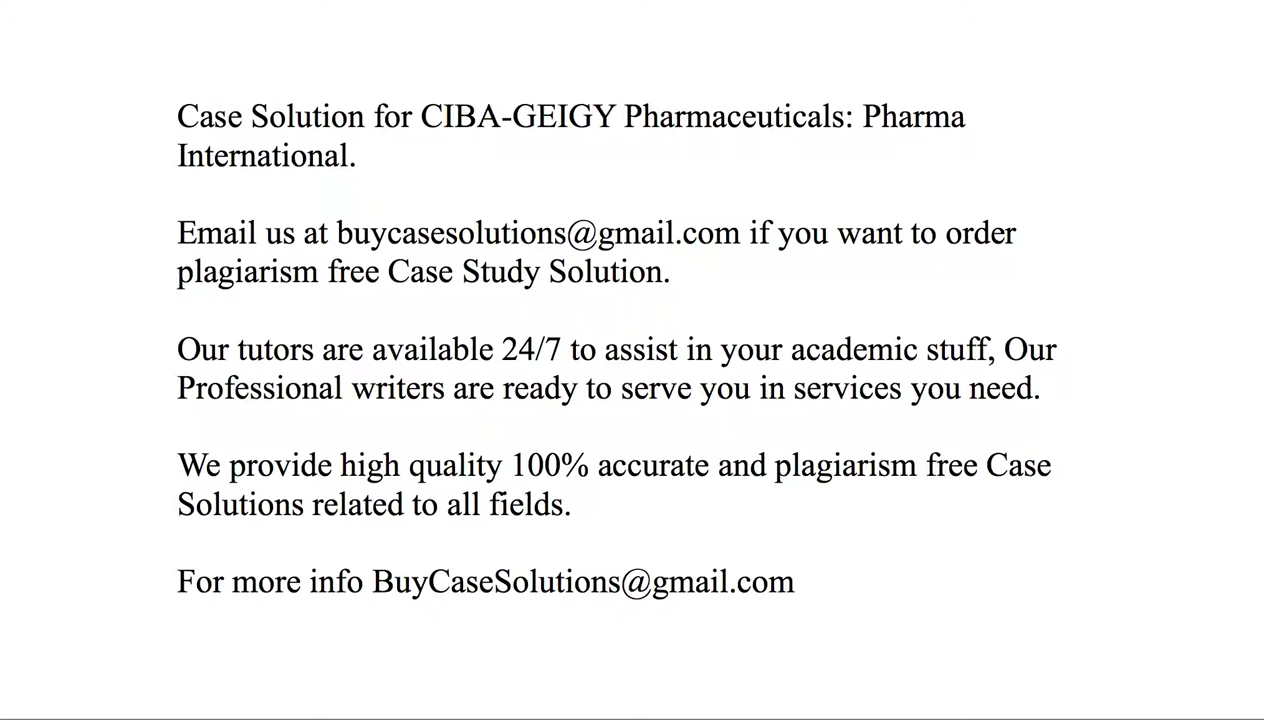 Case Solution for CIBA-GEIGY Pharmaceuticals: Pharma
International.
Email us at buycasesolutions@gmail.com if you want to order
plagiarism free Case Study Solution.
Our tutors are available 24/7 to assist in your academic stuff, Our
Professional writers are ready to serve you in services you need.
We provide high quality 100% accurate and plagiarism free Case
Solutions related to all fields.
For more info BuyCaseSolutions@gmail.com